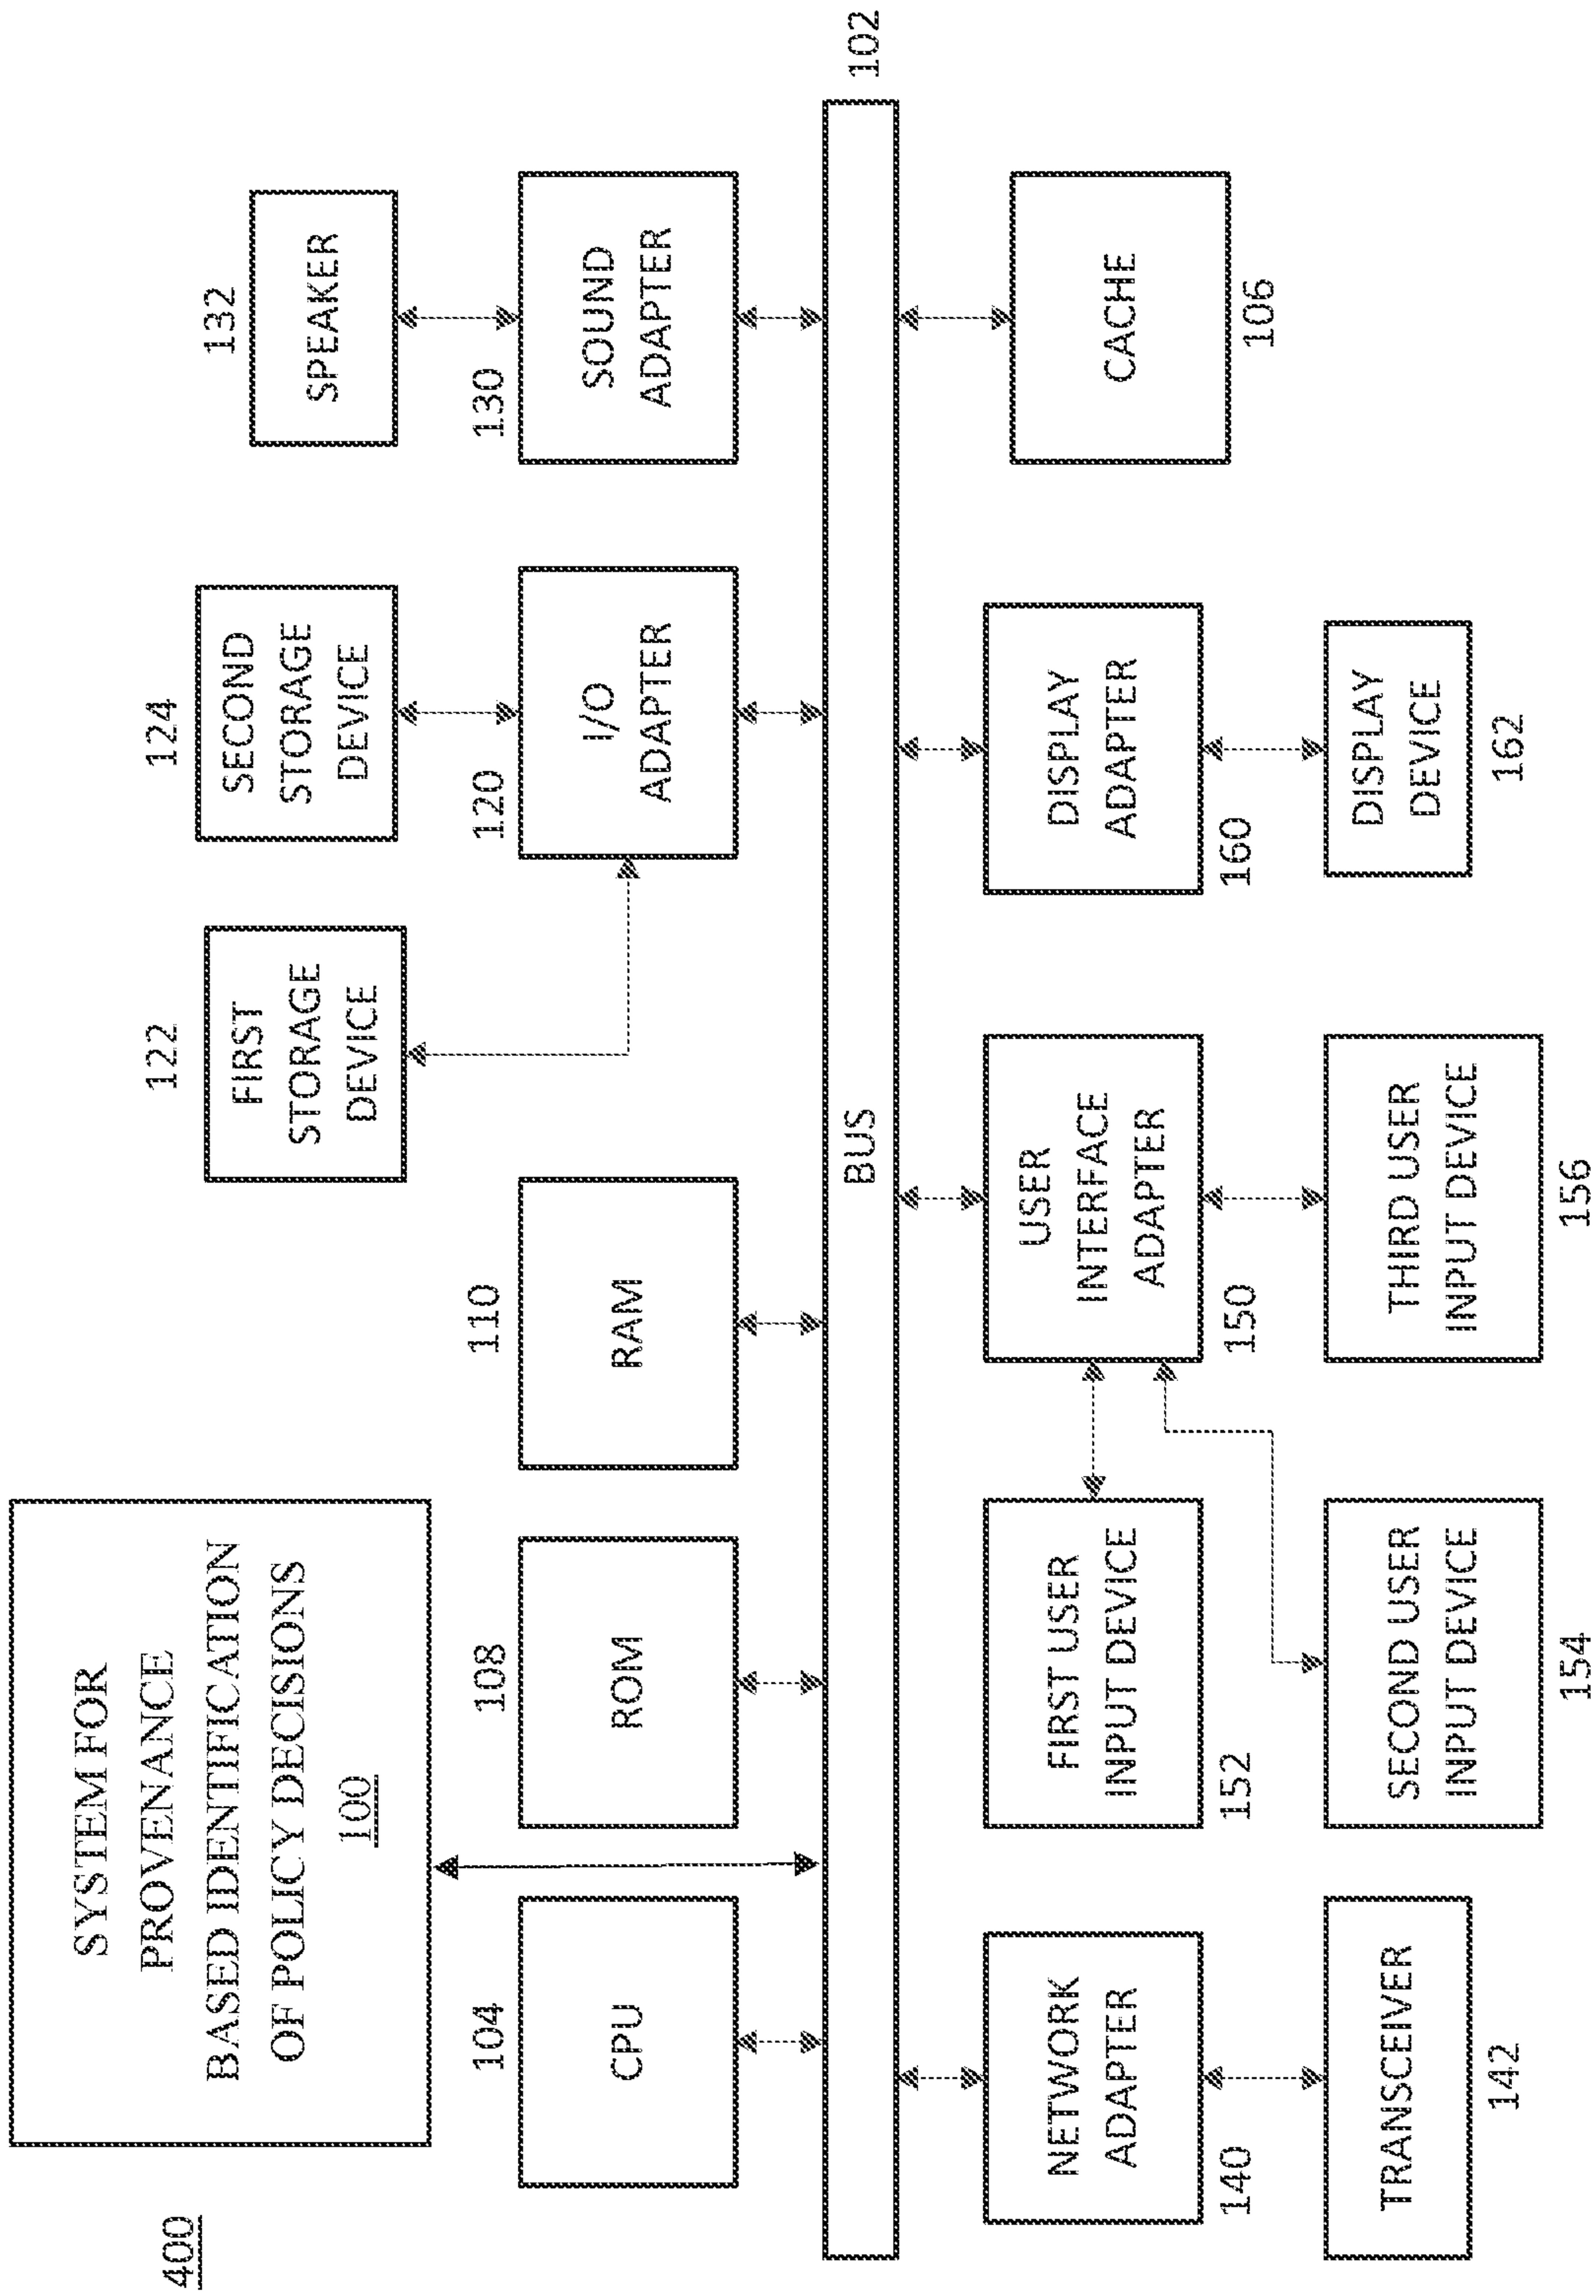 400
SYSTEM FOR
PROVENANCE
BASED IDENTIFICATION
OF POLICY DECISIONS
100
122
FIRST
STORAGE
DEVICE
124
SECOND
STORAGE
DEVICE
132
SPEAKER
104
CPU
108
ROM
110
RAM
120
I/O
ADAPTER
130
SOUND
ADAPTER
BUS
102
NETWORK
ADAPTER
140
FIRST USER
INPUT DEVICE
152
USER
INTERFACE
ADAPTER
150
DISPLAY
ADAPTER
160
CACHE
106
TRANSCEIVER
142
SECOND USER
INPUT DEVICE
154
THIRD USER
INPUT DEVICE
156
DISPLAY
DEVICE
162